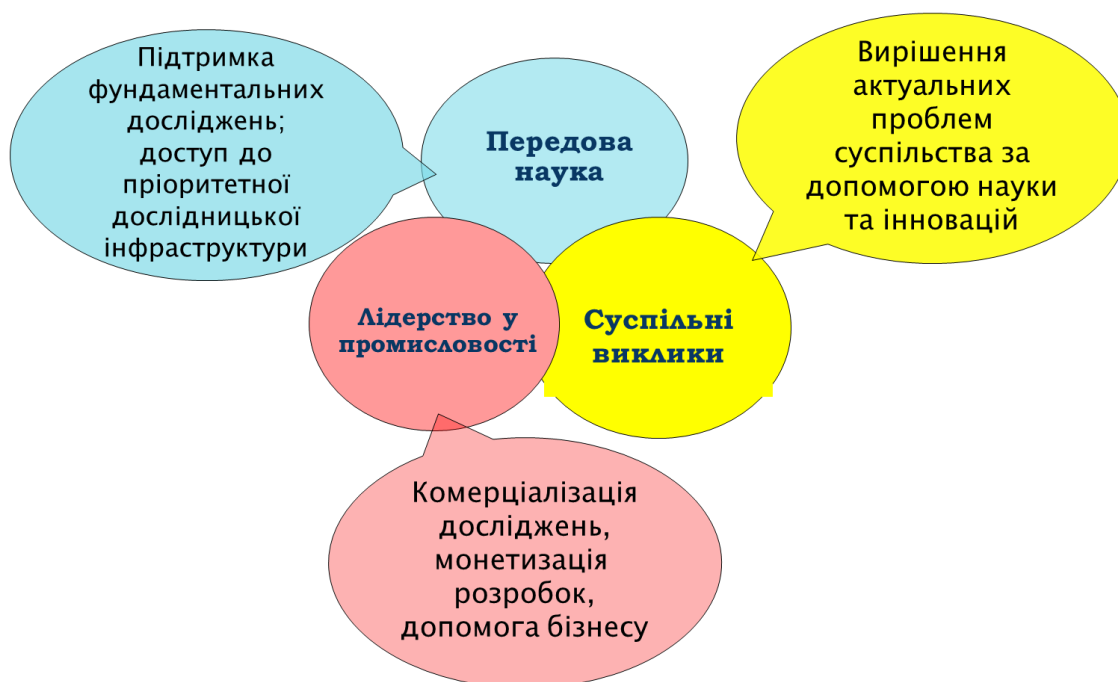 Підтримка
фундаментальних
досліджень;
доступ до
пріоритетної
дослідницької
інфраструктури
Передова
наука
Вирішення
актуальних
проблем
суспільства за
допомогою науки
та інновацій
Лідерство у
промисловості
Суспільні
виклики
Комерціалізація
досліджень,
монетизація
розробок,
допомога бізнесу